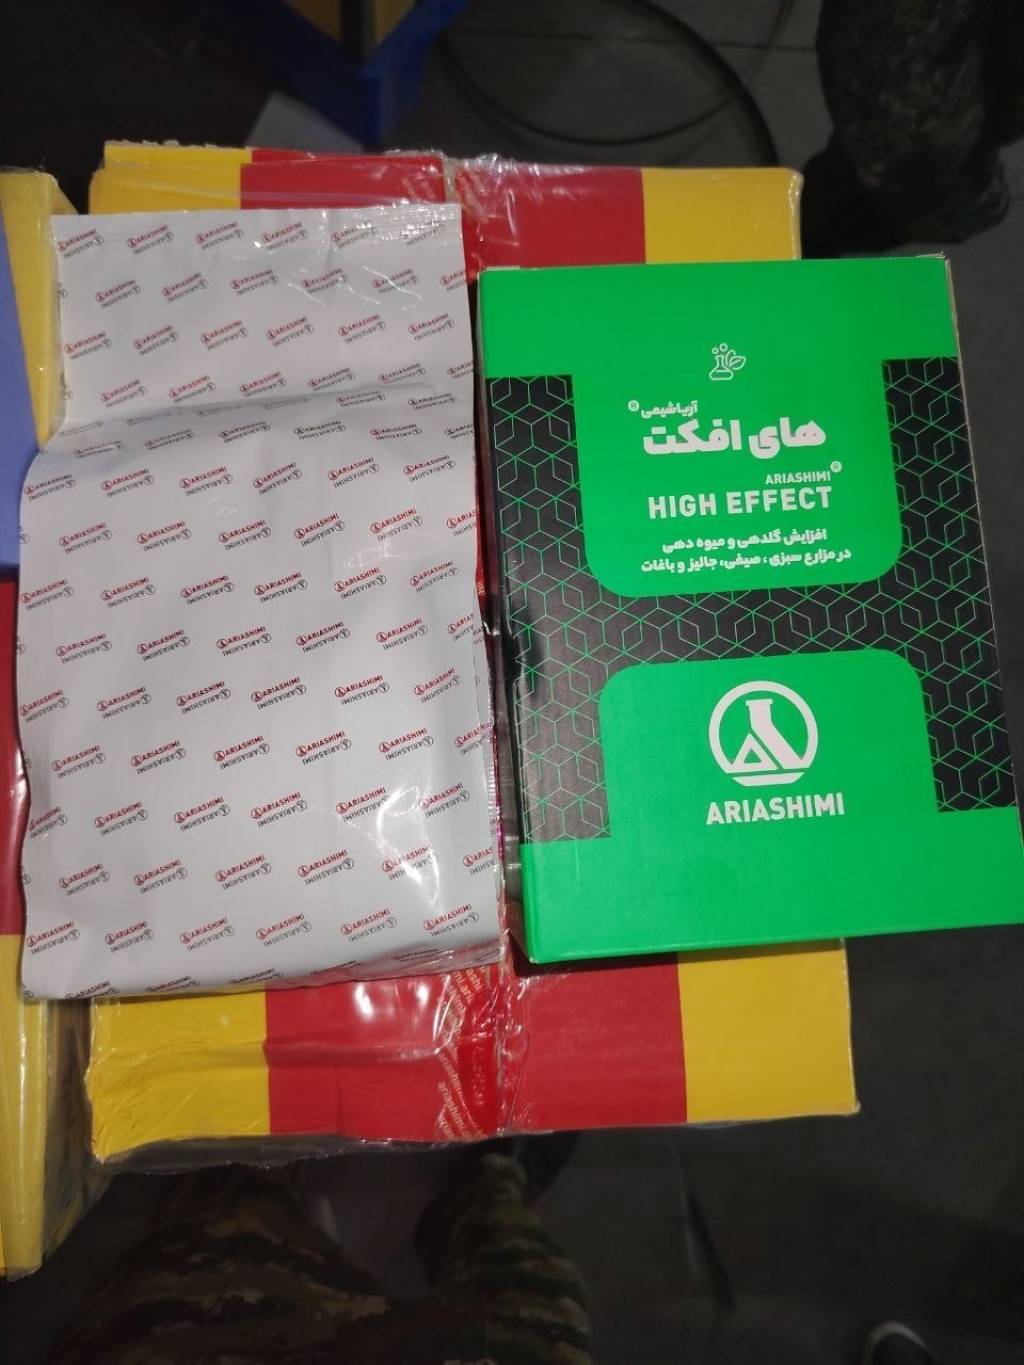 آریاشیمی®
های افکت
ARIASHIMI®
HIGH EFFECT
افزایش گلدهی و میوه دهی
در مزارع سبزی، صیفی، جالیز و باغات
ARIASHIMI
ARIASHIMI